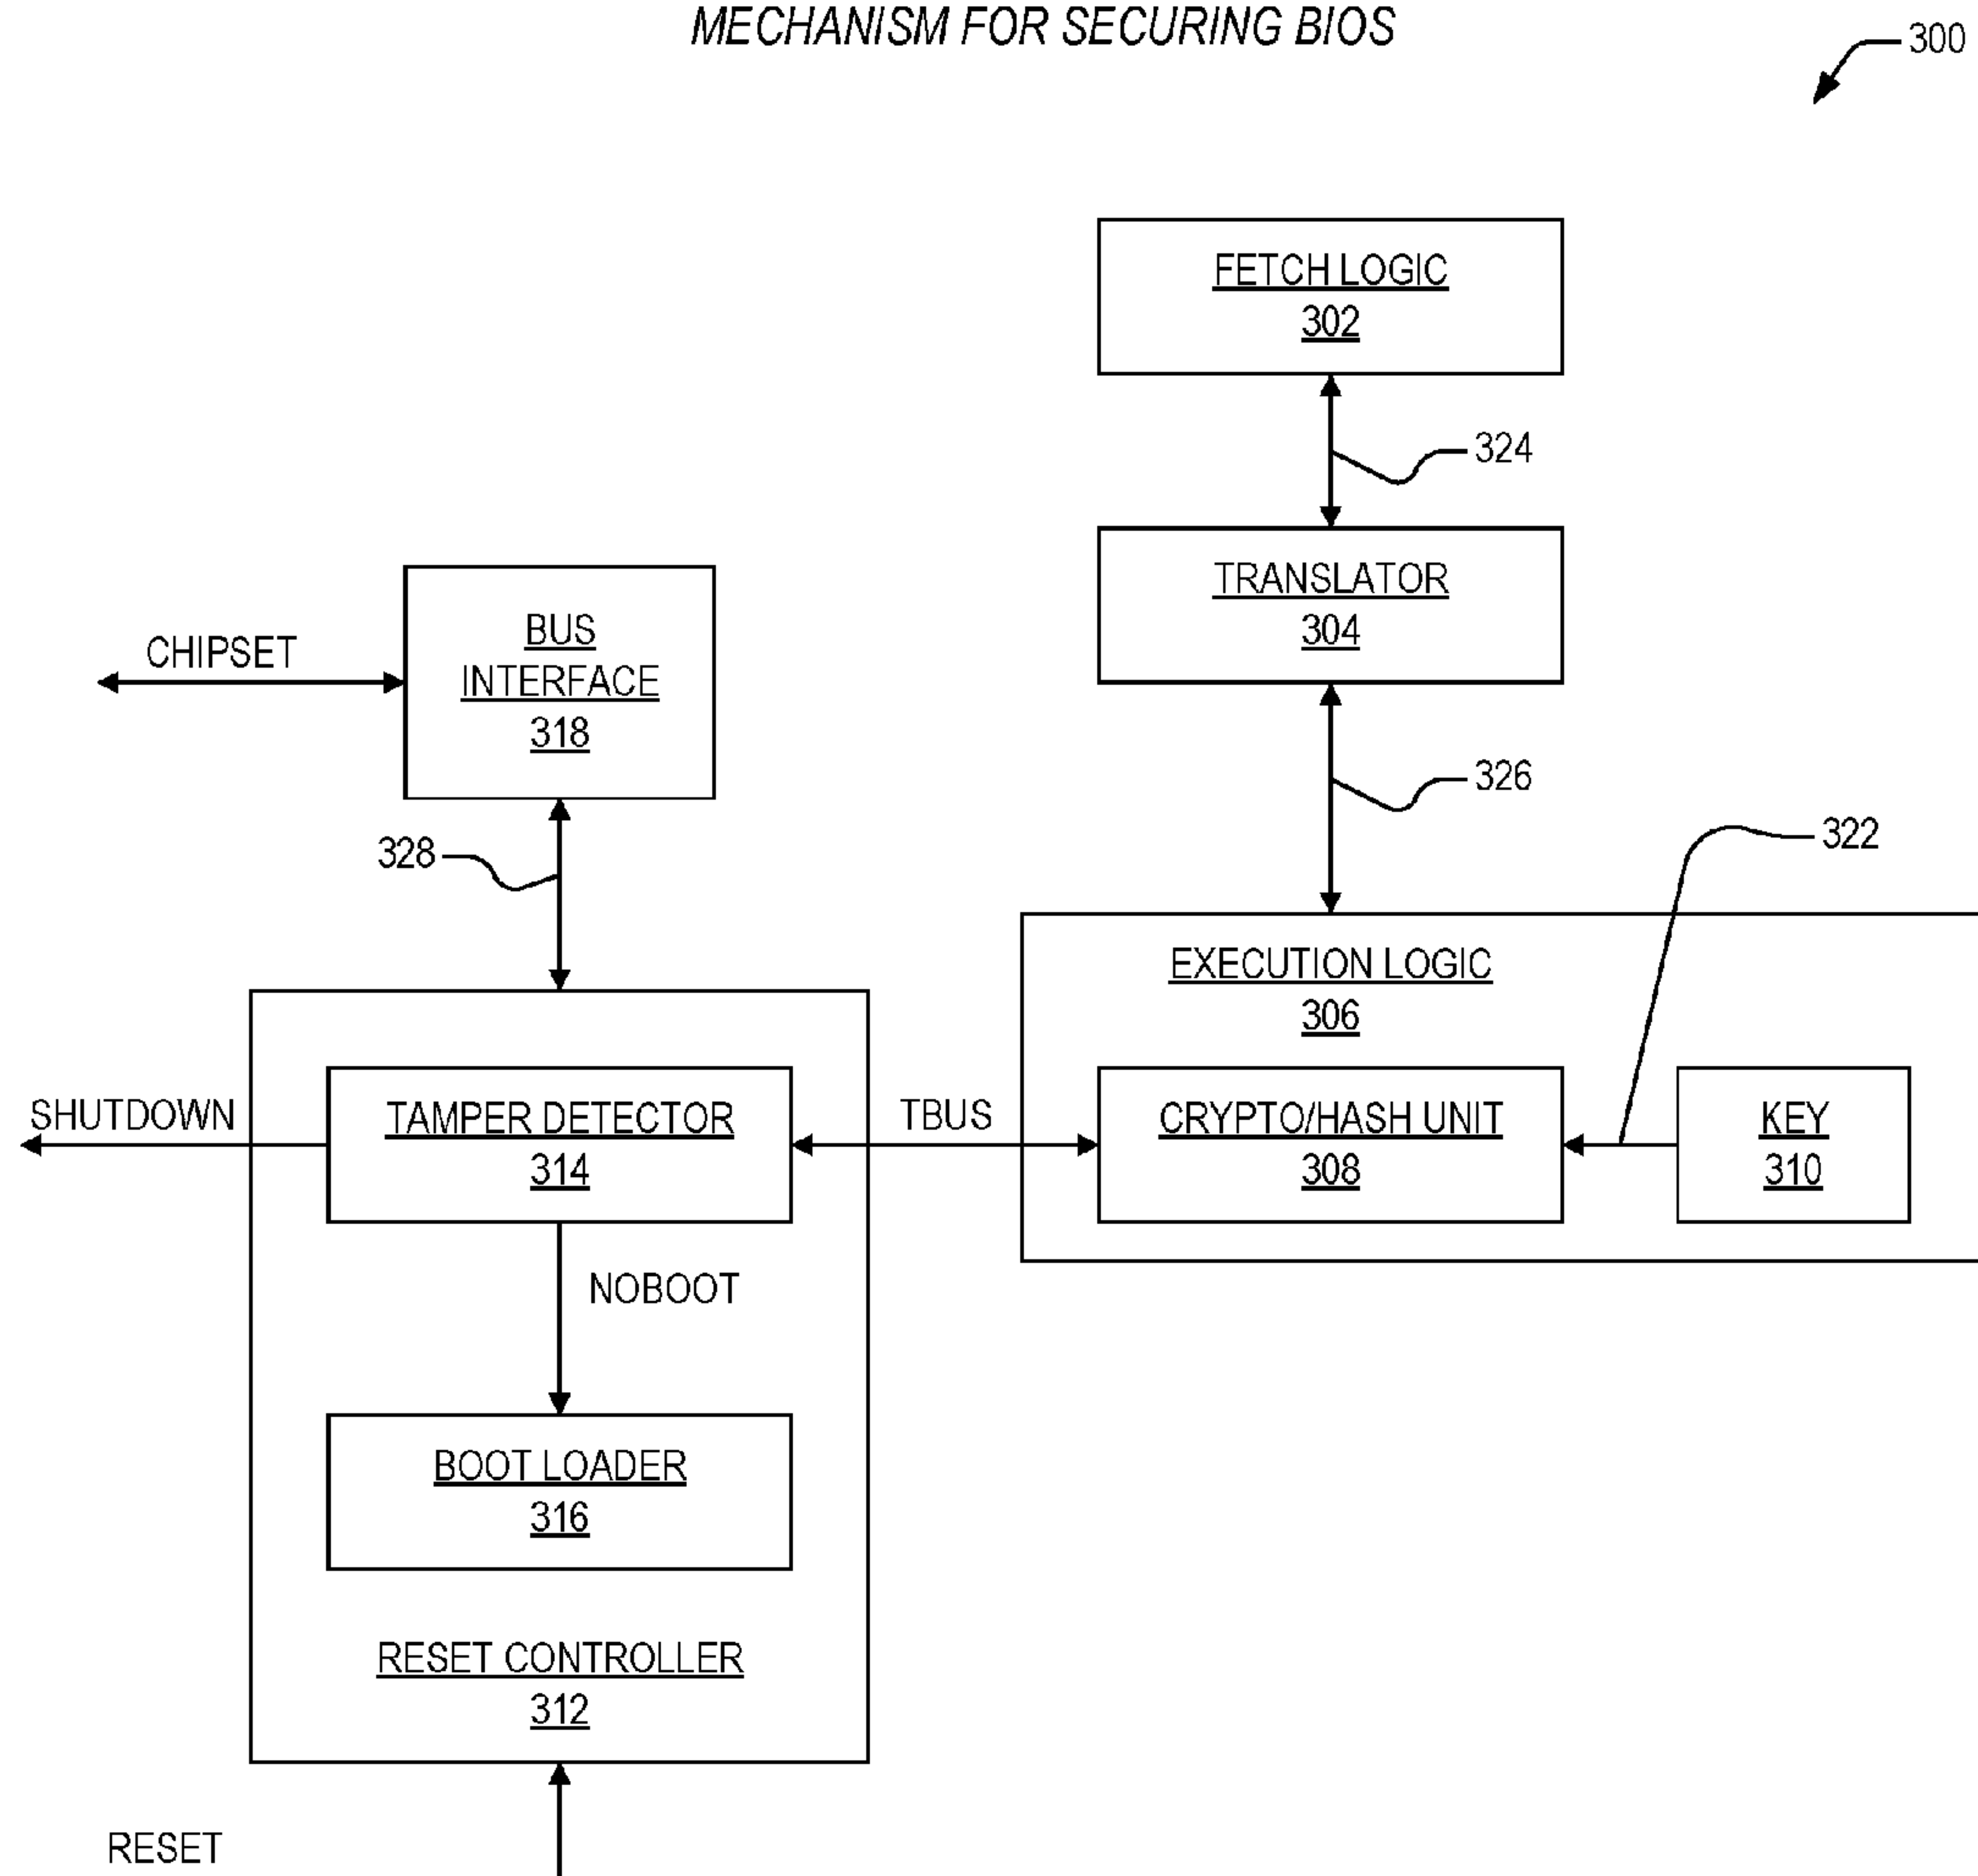 MECHANISM FOR SECURING BIOS
300
FETCH LOGIC
302
324
TRANSLATOR
304
BUS
INTERFACE
318
CHIPSET
326
328
322
EXECUTION LOGIC
306
SHUTDOWN
TAMPER DETECTOR
314
TBUS
CRYPTO/HASH UNIT
308
KEY
310
NOBOOT
BOOT LOADER
316
RESET CONTROLLER
312
RESET